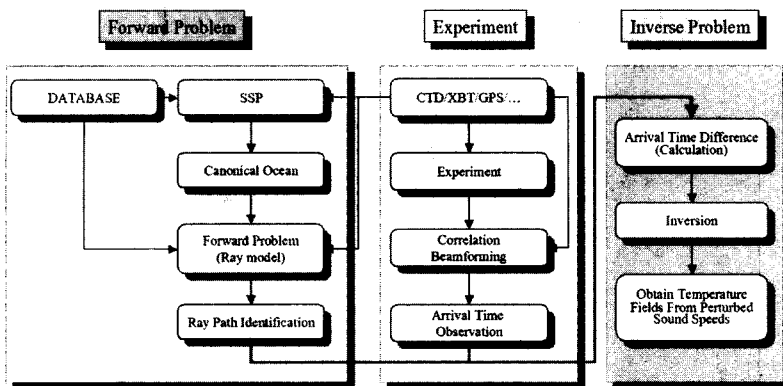 Forward Problem
Experiment
Inverse Problem
DATABASE
SSP
Canonical Ocean
Forward Problem
(Ray model)
Ray Path Identification
CTD/XBT/GPS/...
Experiment
Correlation
Beamforming
Arrival Time
Observation
Arrival Time Difference
(Calculation)
Inversion
Obtain Temperature
Fields From Perturbed
Sound Speeds